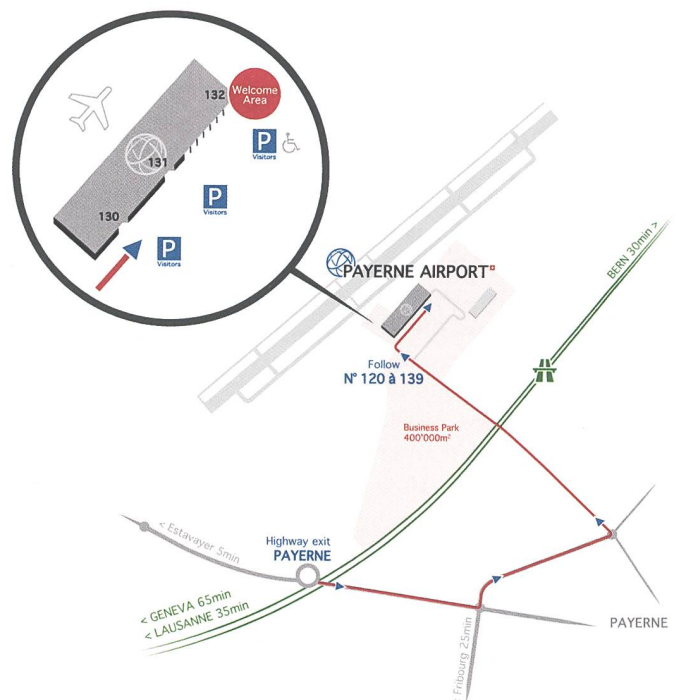 132
Welcome
Area
P
Visitors
131
P
Visitors
130
P
Visitors
PAYERNE AIRPORT
BERN 30min >
Follow
N° 120 à 139
Business Park
400'000m²
< Estavayer 5min
Highway exit
PAYERNE
< GENEVA 65min
< LAUSANNE 35min
PAYERNE
< Fribourg 25min